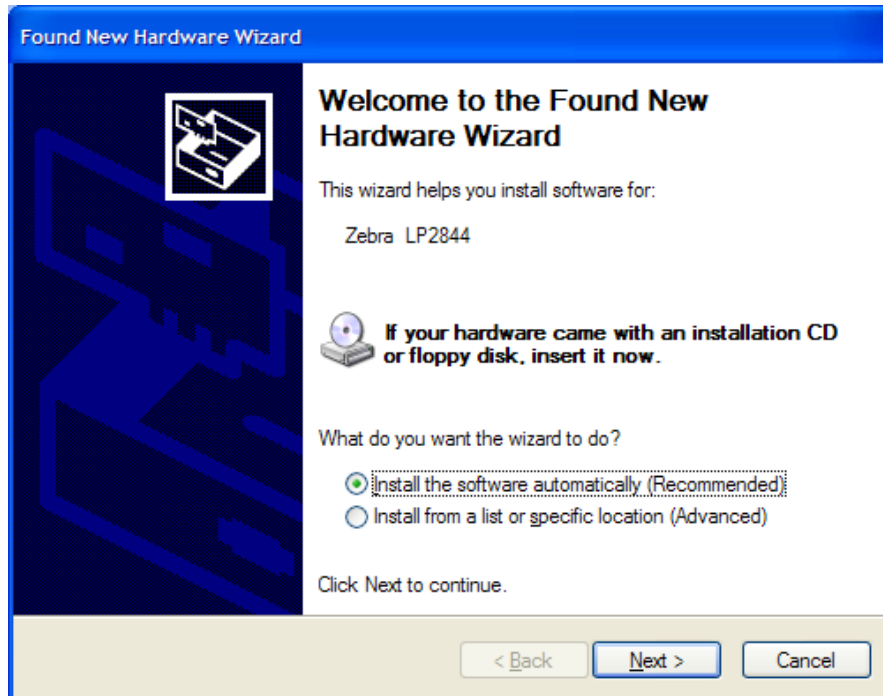 Found New Hardware Wizard
Welcome to the Found New
Hardware Wizard
This wizard helps you install software for:
Zebra LP2844
If your hardware came with an installation CD
or floppy disk, insert it now.
What do you want the wizard to do?
Install the software automatically (Recommended)
Install from a list or specific location (Advanced)
Click Next to continue.
< Back Next > Cancel